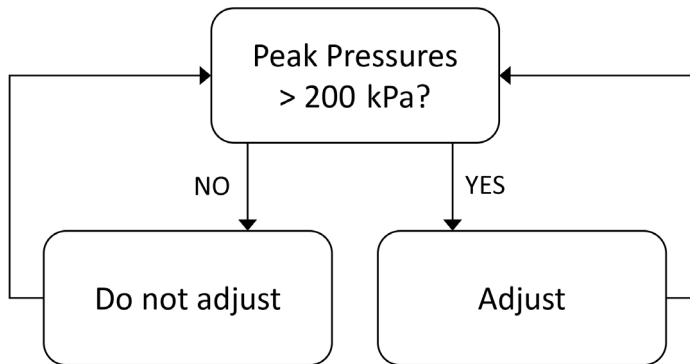 Peak Pressures
> 200 kPa?
NO
YES
Do not adjust
Adjust